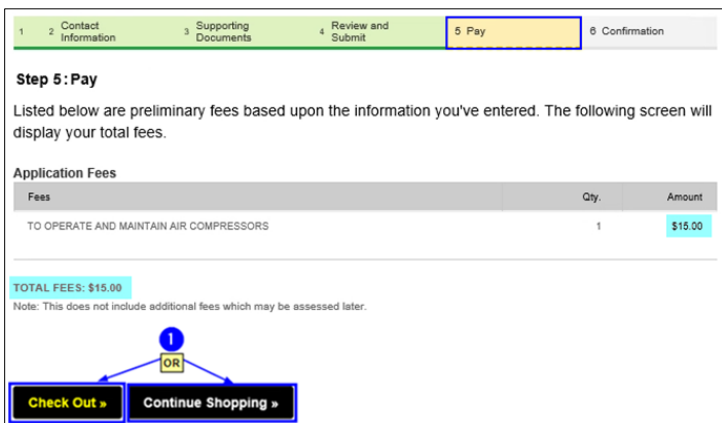 1 2 Contact Information 3 Supporting Documents 4 Review and Submit 5 Pay 6 Confirmation
Step 5:Pay
Listed below are preliminary fees based upon the information you've entered. The following screen will
display your total fees.
Application Fees
Fees Qty. Amount
TO OPERATE AND MAINTAIN AIR COMPRESSORS 1 $15.00
TOTAL FEES: $15.00
Note: This does not include additional fees which may be assessed later.
1
OR
Check Out » Continue Shopping »